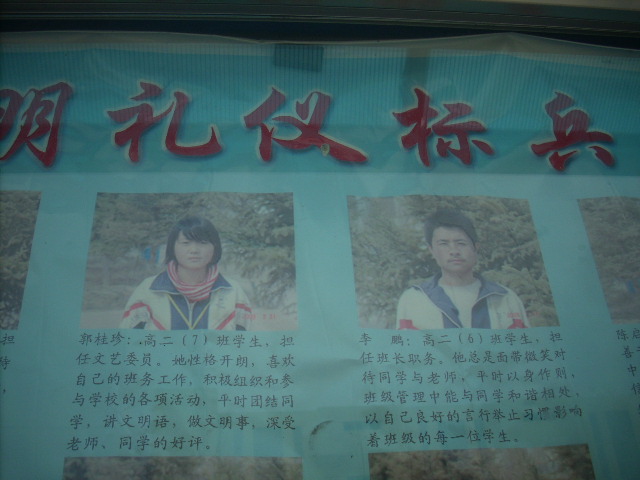 明礼仪标兵
郭桂珍：高二（7）班学生，担
任文艺委员。她性格开朗，喜欢
自己的班务工作，积极组织和参
与学校的各项活动，平时团结同
学，讲文明语，做文明事，深受
老师、同学的好评。
李 鹏：高二（6）班学生，担
任班长职务，他总是面带微笑对
待同学与老师，平时以身作则，
班级管理中能与同学和谐相处，
以自己良好的言行举止习惯影响
着班级的每一位学生。
担
陈
善
中